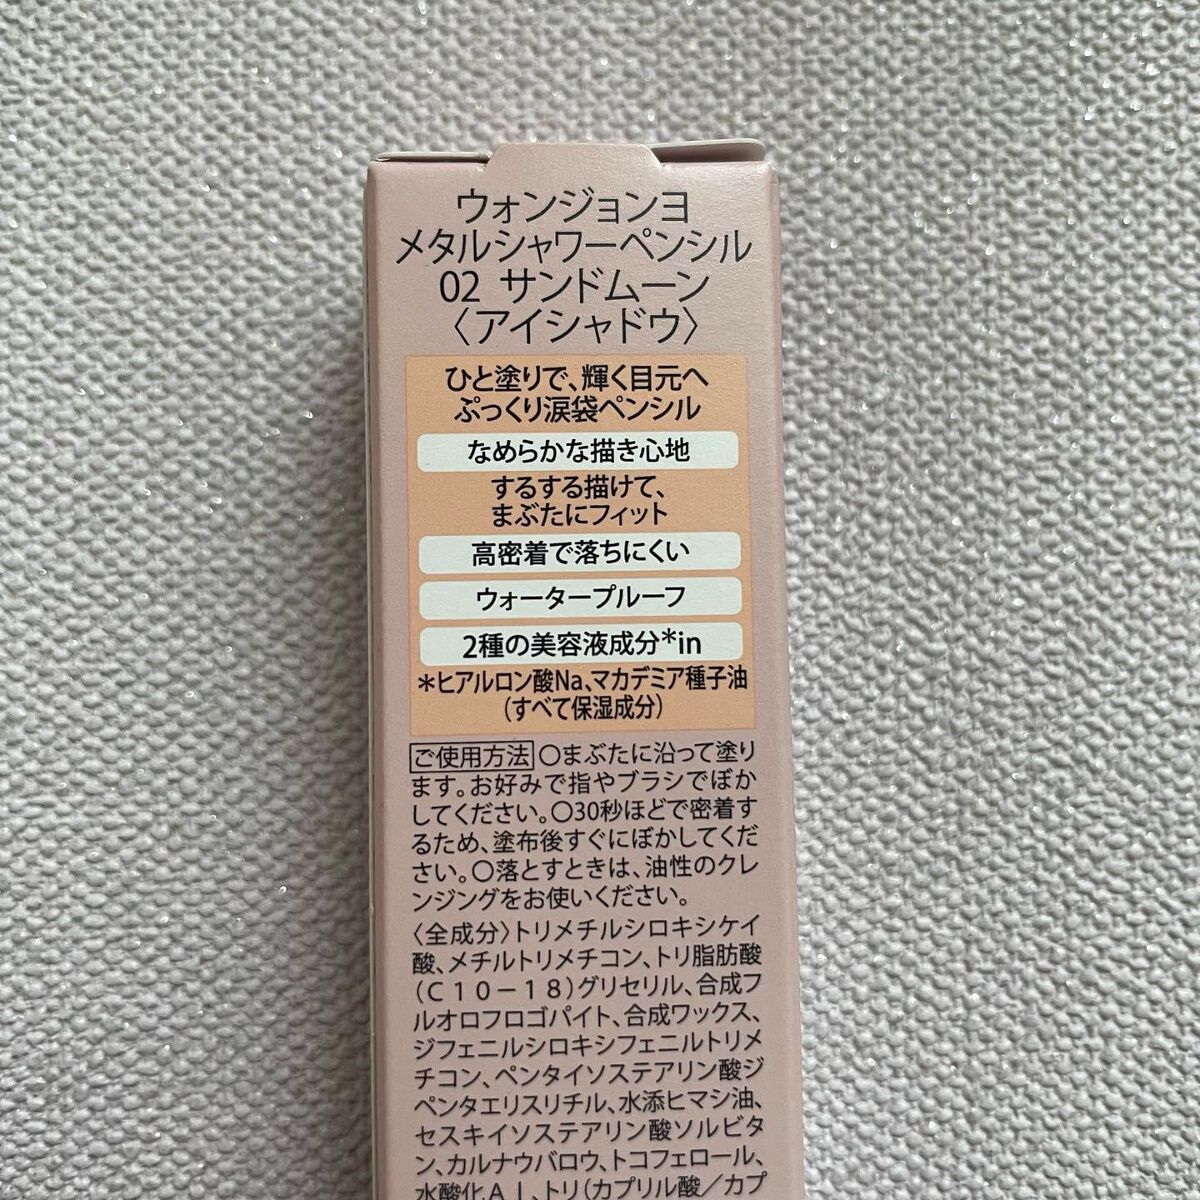 ウォンジョンヨ
メタルシャワーペンシル
02 サンドムーン
〈アイシャドウ〉
ひと塗りで、輝く目元へ
ぷっくり涙袋ペンシル
なめらかな描き心地
するする描けて、
まぶたにフィット
高密着で落ちにくい
ウォータープルーフ
2種の美容液成分*in
*ヒアルロン酸Na、マカデミア種子油
(すべて保湿成分)
ご使用方法 〇まぶたに沿って塗り
ます。お好みで指やブラシでぼか
してください。〇30秒ほどで密着す
るため、塗布後すぐにぼかしてくだ
さい。〇落とすときは、油性のクレ
ンジングをお使いください。
〈全成分〉トリメチルシロキシケイ
酸、メチルトリメチコン、トリ脂肪酸
(C10－18)グリセリル、合成フ
ルオロフロゴパイト、合成ワックス、
ジフェニルシロキシフェニルトリメ
チコン、ペンタイソステアリン酸ジ
ペンタエリスリチル、水添ヒマシ油、
セスキイソステアリン酸ソルビタ
ン、カルナウバロウ、トコフェロール、
水酸化Al、トリ(カプリル酸／カプ